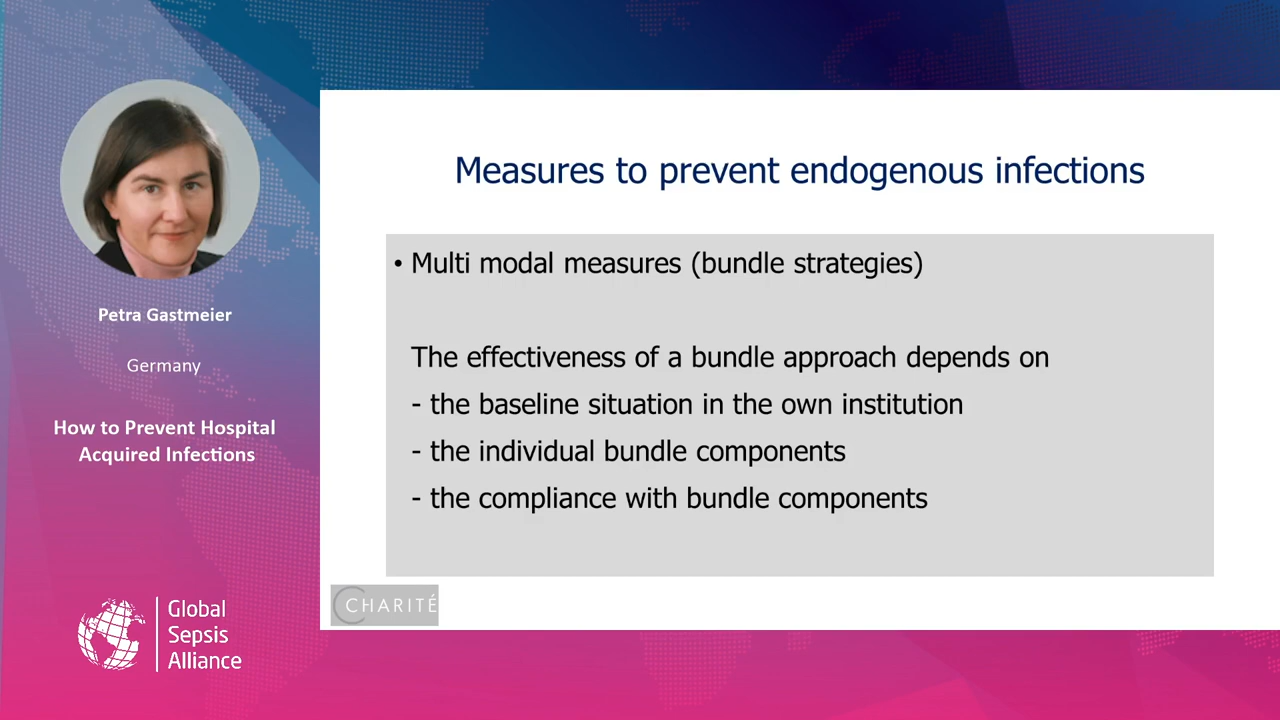 Measures to prevent endogenous infections
• Multi modal measures (bundle strategies)
The effectiveness of a bundle approach depends on
- the baseline situation in the own institution
- the individual bundle components
- the compliance with bundle components
CHARITÉ
Petra Gastmeier
Germany
How to Prevent Hospital
Acquired Infections
Global
Sepsis
Alliance